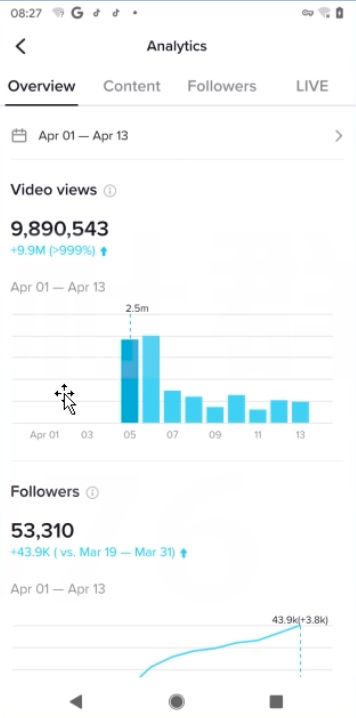 08:27
Analytics
Overview Content Followers LIVE
Apr 01 — Apr 13
Video views
9,890,543
+9.9M (>999%)
Apr 01 — Apr 13
2.5m
Apr 01 03 05 07 09 11 13
Followers
53,310
+43.9K ( vs. Mar 19 — Mar 31)
Apr 01 — Apr 13
43.9k(+3.8k)